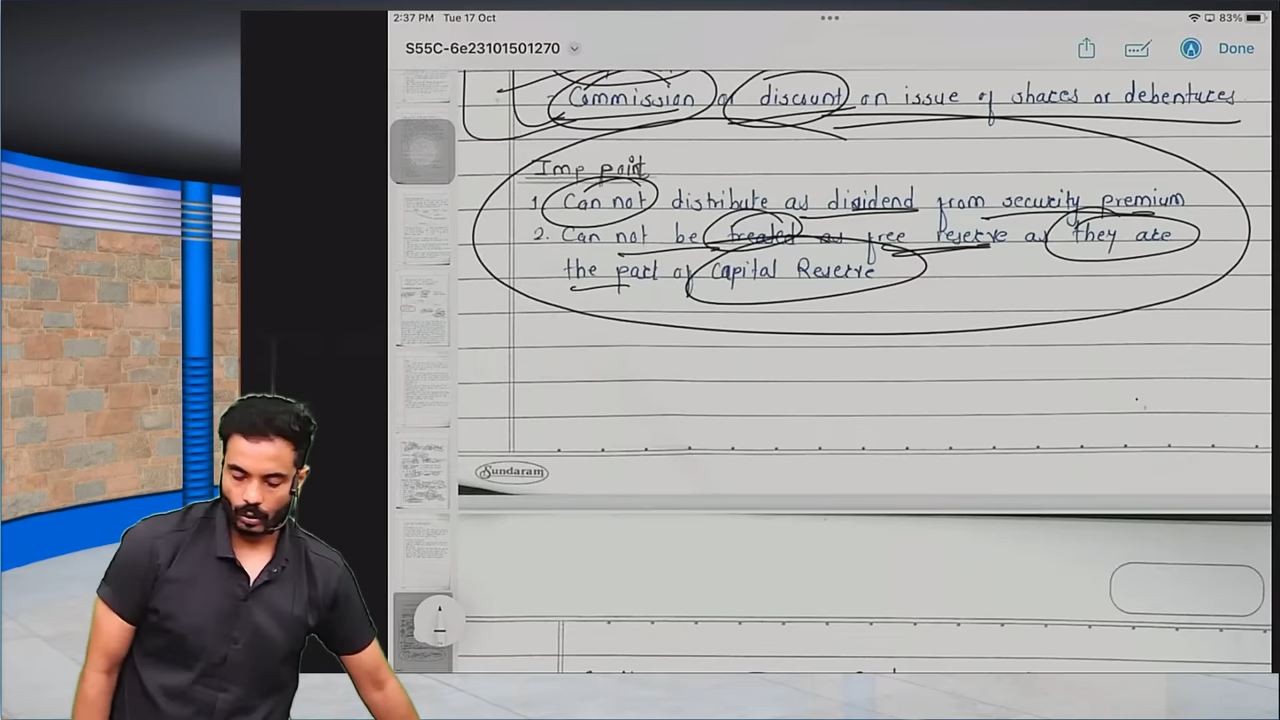 2:37 PM Tue 17 Oct
83%
S55C-6e23101501270
Done
- Commission or discount on issue of shares or debentures
Imp point
1. Can not distribute as dividend from security premium
2. Can not be treated as free reserve as they are
the part of Capital Reserve
Sundaram